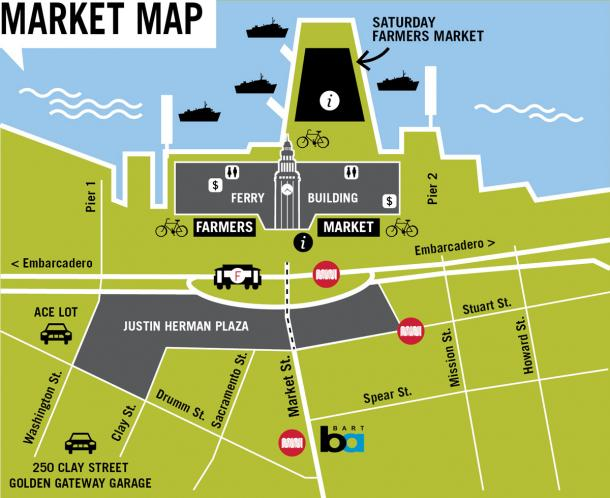 MARKET MAP
SATURDAY
FARMERS MARKET
i
Pier 1
$
FERRY BUILDING
$
Pier 2
FARMERS MARKET
i
< Embarcadero
Embarcadero >
F
ACE LOT
JUSTIN HERMAN PLAZA
Stuart St.
Washington St.
Clay St.
Drumm St.
Sacramento St.
Market St.
Mission St.
Howard St.
Spear St.
BART
ba
250 CLAY STREET
GOLDEN GATEWAY GARAGE